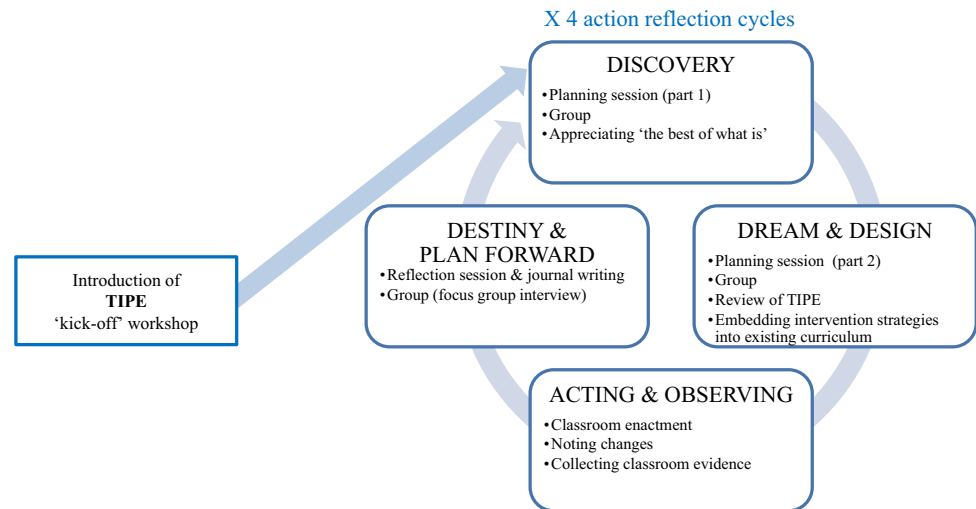 X 4 action reflection cycles
DISCOVERY
•Planning session (part 1)
•Group
•Appreciating ‘the best of what is’
DESTINY &
PLAN FORWARD
•Reflection session & journal writing
•Group (focus group interview)
DREAM & DESIGN
•Planning session (part 2)
•Group
•Review of TIPE
•Embedding intervention strategies
into existing curriculum
Introduction of
TIPE
‘kick-off’ workshop
ACTING & OBSERVING
•Classroom enactment
•Noting changes
•Collecting classroom evidence